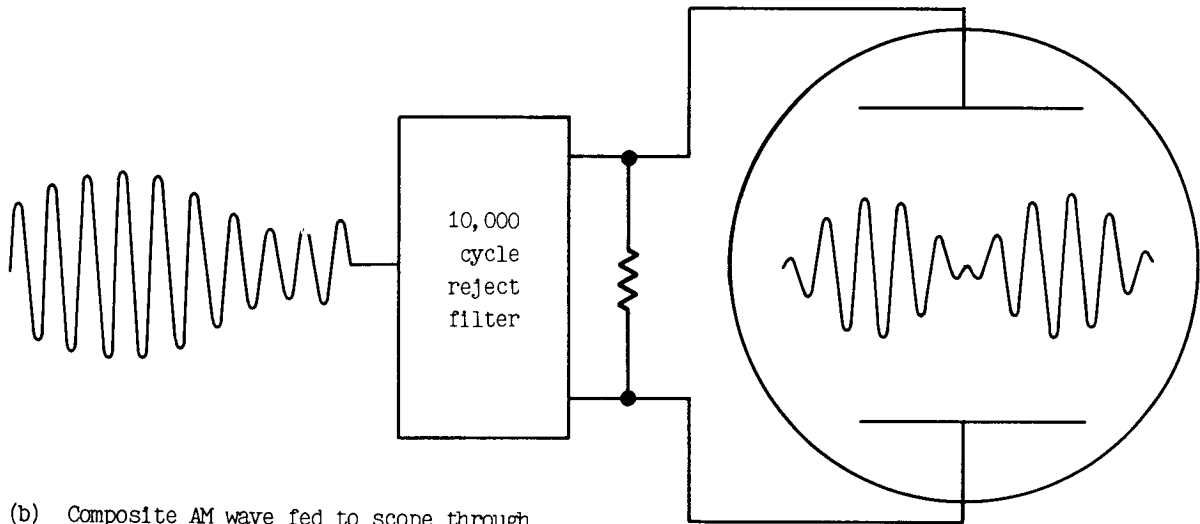 10,000
cycle
reject
filter
(b) Composite AM wave fed to scope through